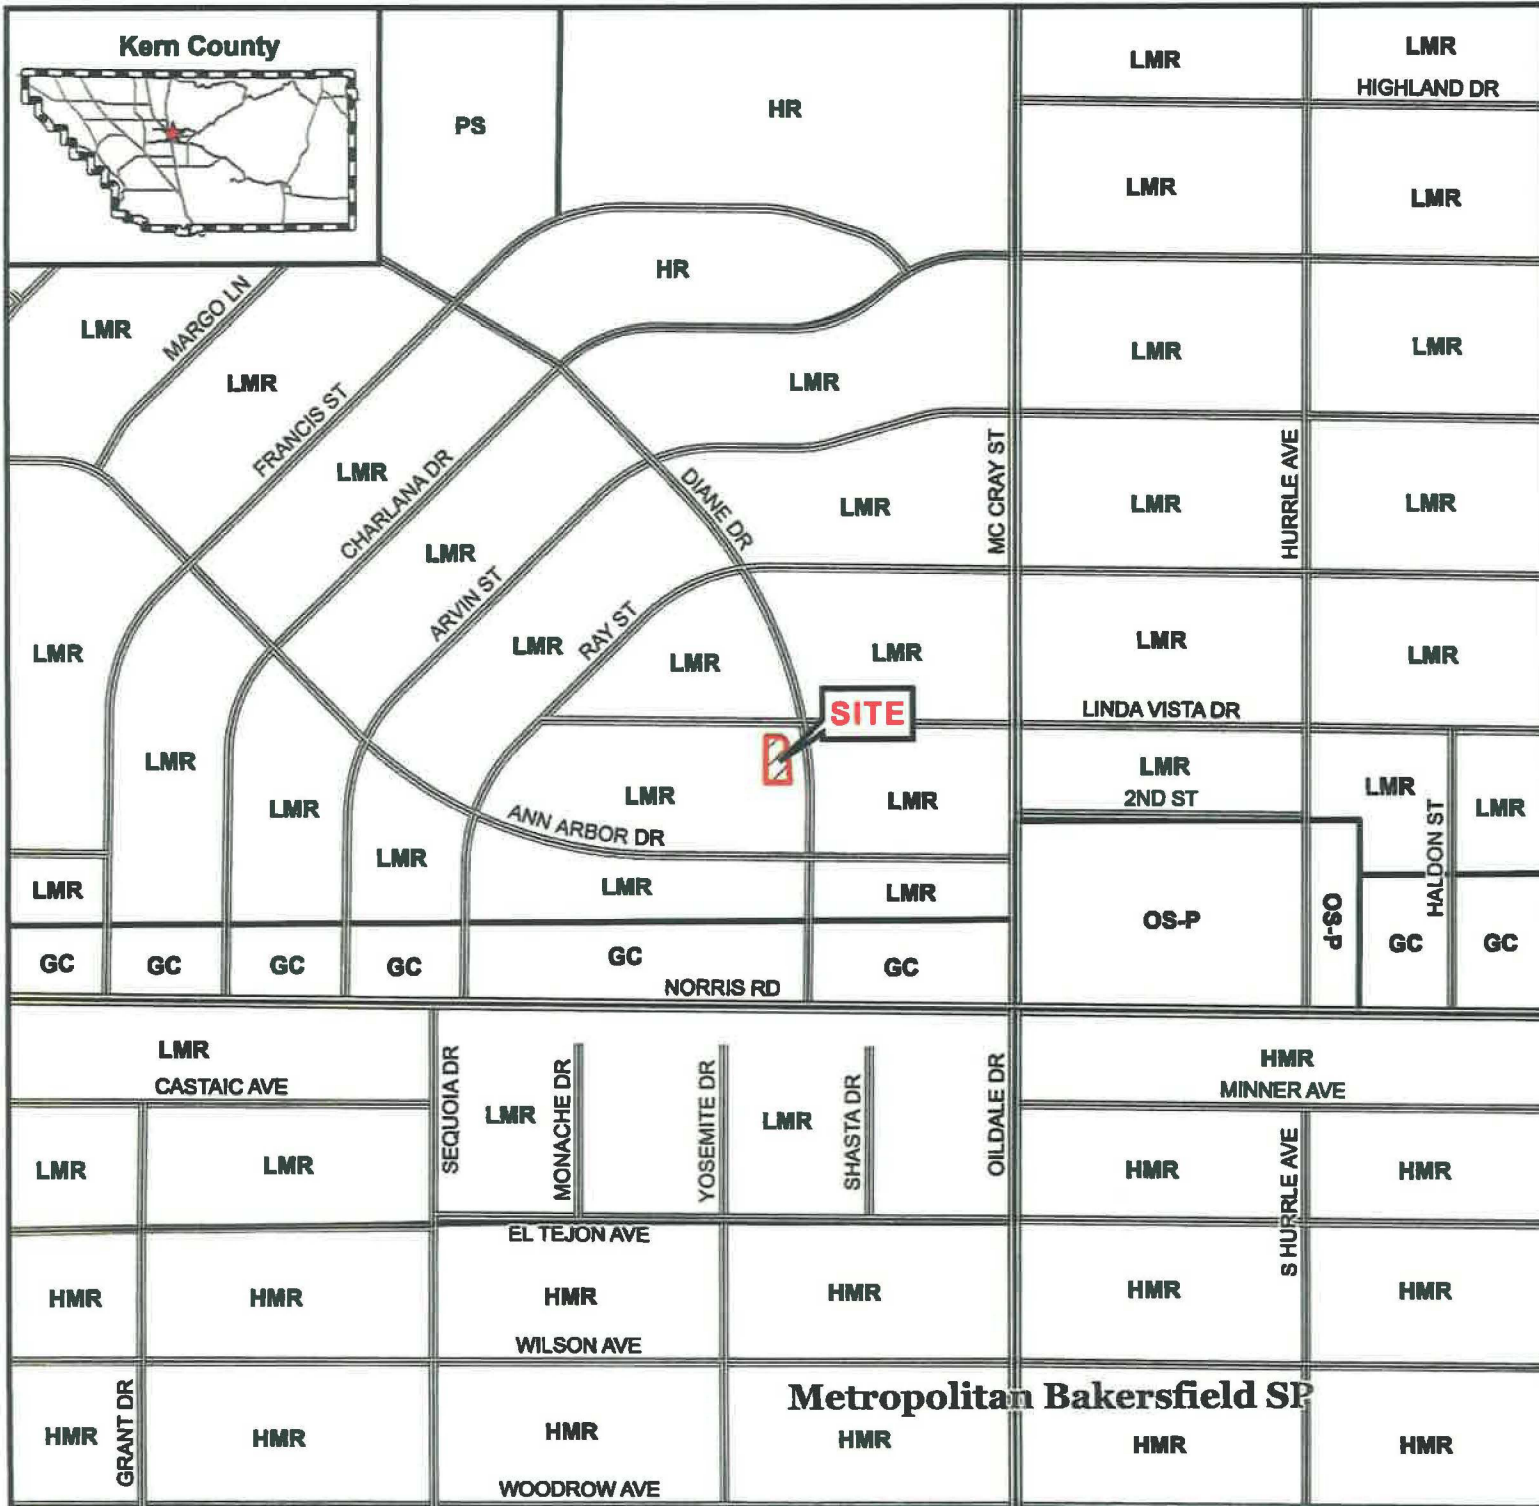 Kern County
LMR
LMR
HIGHLAND DR
PS
HR
LMR
LMR
HR
LMR
MARGO LN
LMR
LMR
LMR
LMR
FRANCIS ST
LMR
CHARLANA DR
DIANE DR
LMR
MC CRAY ST
LMR
HURRLE AVE
LMR
LMR
ARVIN ST
LMR
RAY ST
LMR
LMR
LMR
LMR
LMR
SITE
LINDA VISTA DR
LMR
LMR
LMR
LMR
LMR
2ND ST
LMR
HALDON ST
LMR
ANN ARBOR DR
LMR
LMR
LMR
LMR
OS-P
OS-P
GC
GC
GC
GC
GC
GC
GC
GC
NORRIS RD
LMR
CASTAIC AVE
SEQUOIA DR
LMR
MONACHE DR
YOSEMITE DR
LMR
SHASTA DR
OILDALE DR
HMR
MINNER AVE
LMR
LMR
HMR
S HURRLE AVE
HMR
EL TEJON AVE
HMR
HMR
HMR
HMR
HMR
HMR
WILSON AVE
Metropolitan Bakersfield SP
HMR
GRANT DR
HMR
HMR
HMR
HMR
HMR
WOODROW AVE